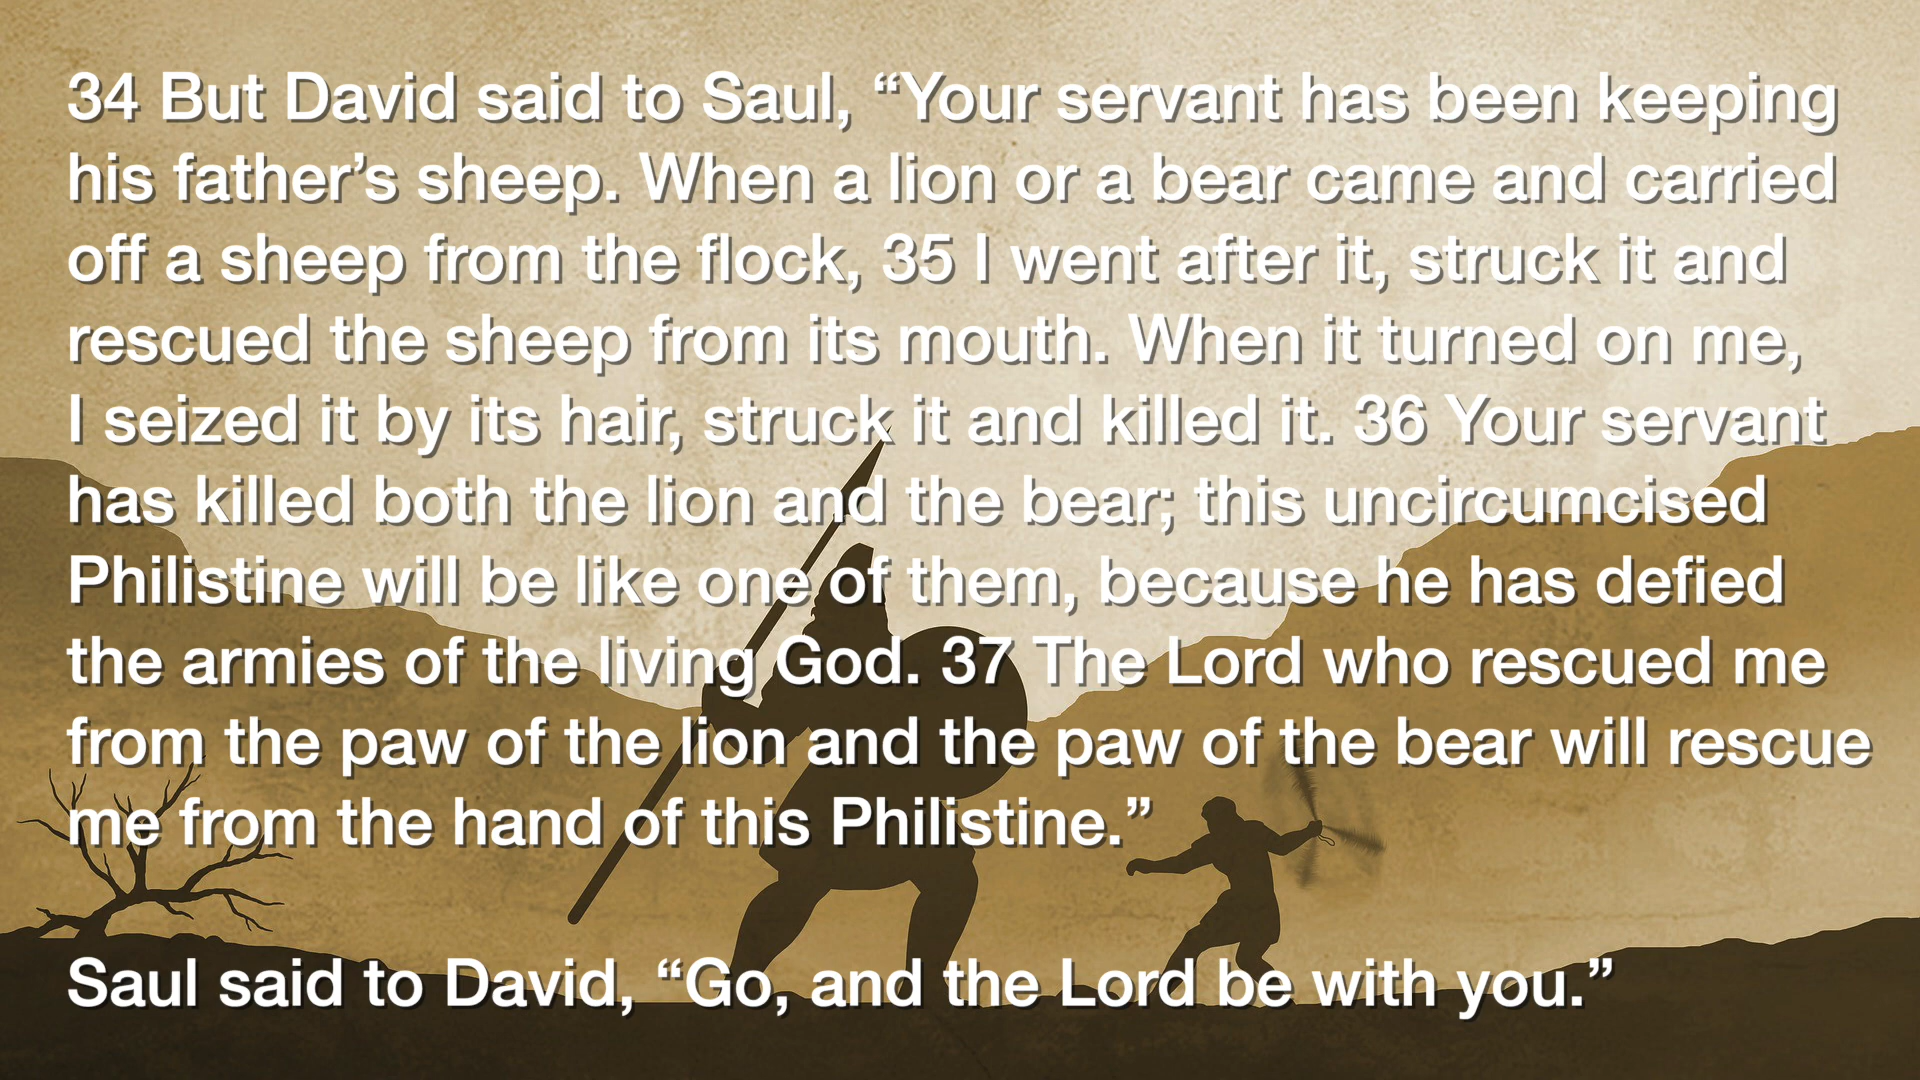 34 But David said to Saul, “Your servant has been keeping
his father’s sheep. When a lion or a bear came and carried
off a sheep from the flock, 35 I went after it, struck it and
rescued the sheep from its mouth. When it turned on me,
I seized it by its hair, struck it and killed it. 36 Your servant
has killed both the lion and the bear; this uncircumcised
Philistine will be like one of them, because he has defied
the armies of the living God. 37 The Lord who rescued me
from the paw of the lion and the paw of the bear will rescue
me from the hand of this Philistine.”
Saul said to David, “Go, and the Lord be with you.”